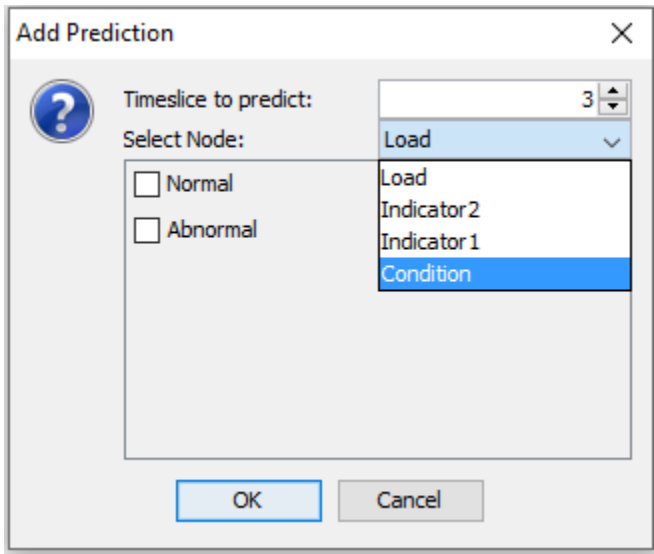 Add Prediction
Timeslice to predict: 3
Select Node: Load
Normal
Abnormal
Load
Indicator2
Indicator1
Condition
OK Cancel